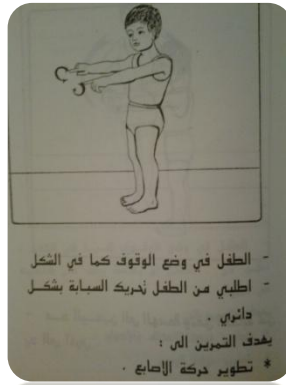 - الطفل في وضع الوقوف كما في الشكل
- اطلبي من الطفل تحريك السبابة بشكل
دائري .
يهدف التمرين الى :
* تطوير حركة الاصابع .